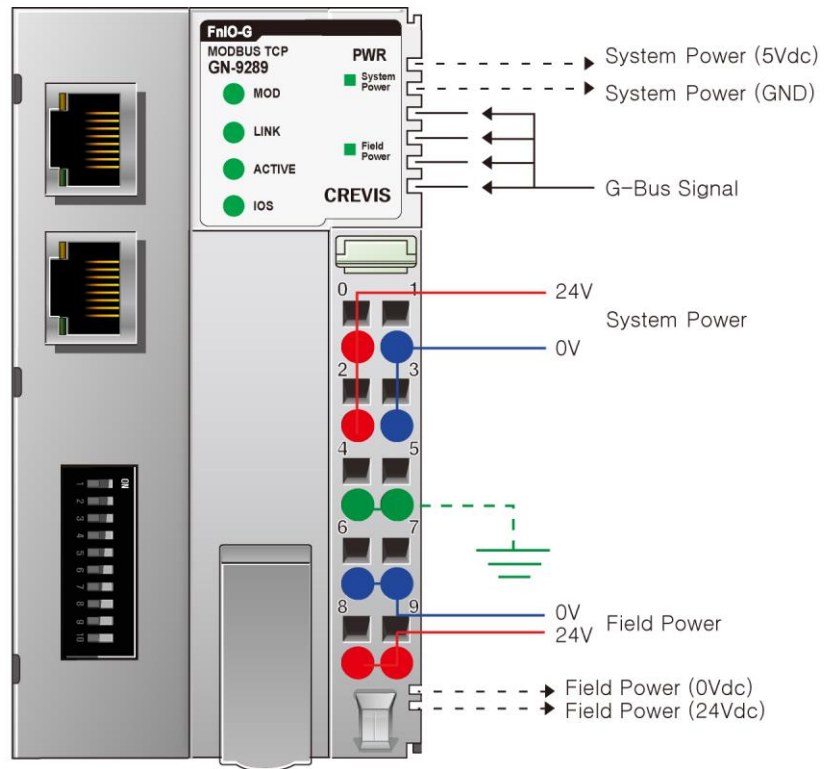 FnIO-G
MODBUS TCP
GN-9289
PWR
System
Power
MOD
LINK
Field
Power
ACTIVE
IOS
CREVIS
System Power (5Vdc)
System Power (GND)
G-Bus Signal
0 1
24V
System Power
0V
2 3
4 5
6 7
8 9
0V
24V
Field Power
Field Power (0Vdc)
Field Power (24Vdc)
ON
1
2
3
4
5
6
7
8
9
10